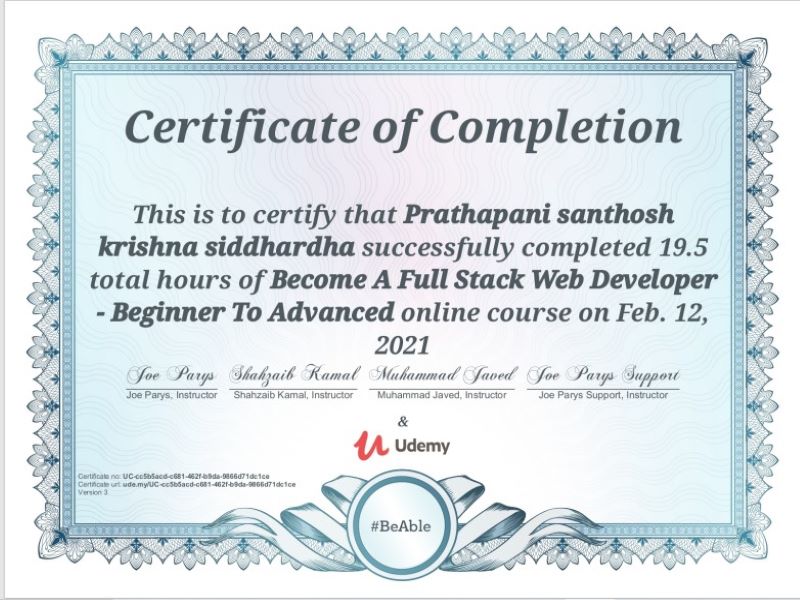 Certificate of Completion
This is to certify that Prathapani santhosh
krishna siddhardha successfully completed 19.5
total hours of Become A Full Stack Web Developer
- Beginner To Advanced online course on Feb. 12,
2021
Joe Parys Shahzaib Kamal Muhammad Javed Joe Parys Support
Joe Parys, Instructor Shahzaib Kamal, Instructor Muhammad Javed, Instructor Joe Parys Support, Instructor
&
Udemy
Certificate no: UC-cc5b5acd-c681-462f-b9da-9866d71dc1ce
Certificate url: ude.my/UC-cc5b5acd-c681-462f-b9da-9866d71dc1ce
Version 3
#BeAble